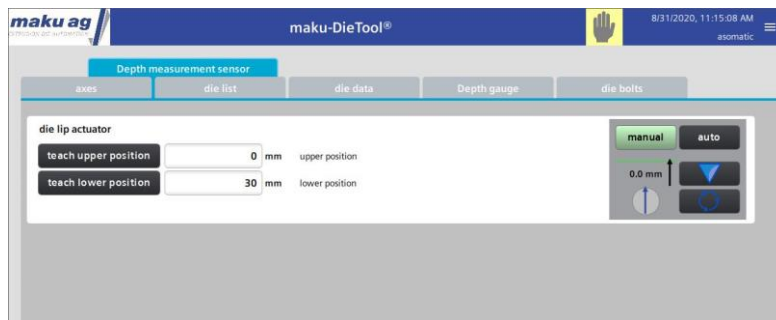 maku ag
maku-DieTool®
8/31/2020, 11:15:08 AM
asomatic
Depth measurement sensor
axes
die list
die data
Depth gauge
die bolts
die lip actuator
manual
auto
teach upper position
0 mm
upper position
teach lower position
30 mm
lower position
0.0 mm